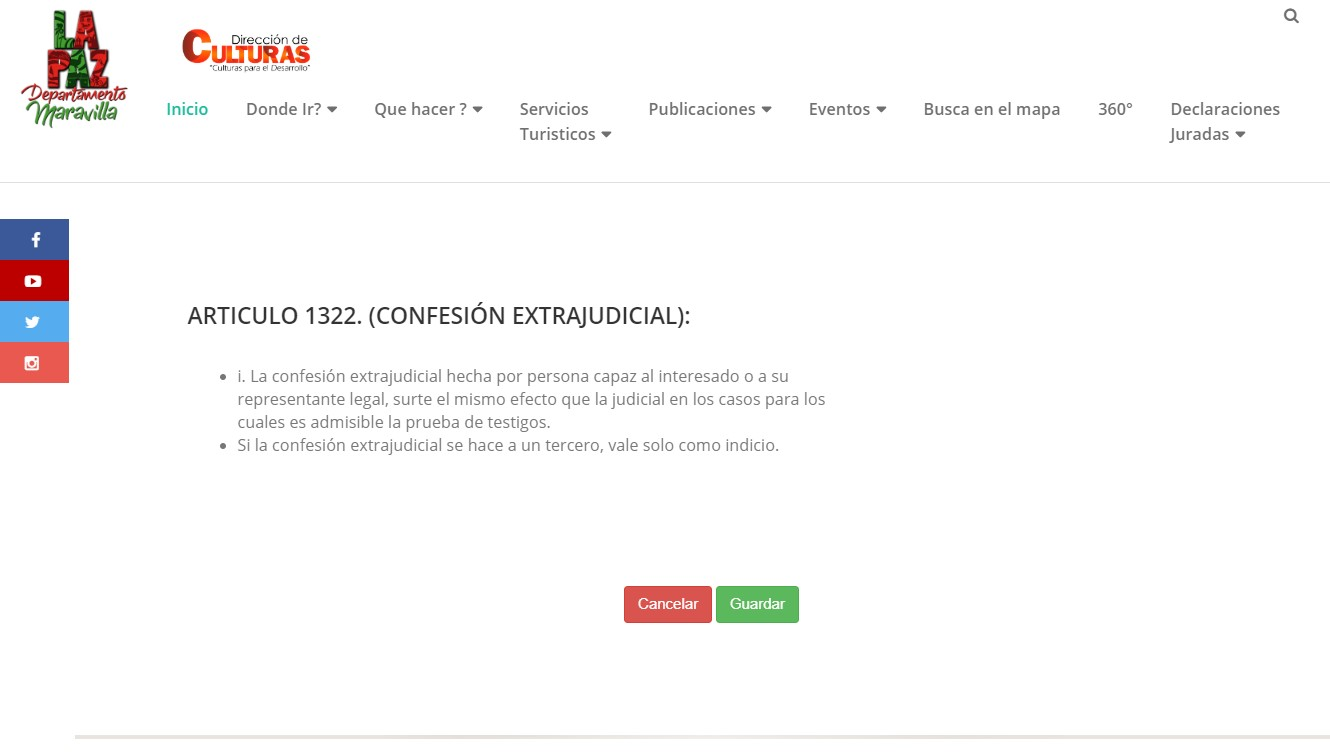 LA
PAZ
Departamento
Maravilla
Dirección de
CULTURAS
"Culturas para el Desarrollo"
Inicio Donde Ir? Que hacer ? Servicios Turisticos Publicaciones Eventos Busca en el mapa 360° Declaraciones Juradas
ARTICULO 1322. (CONFESIÓN EXTRAJUDICIAL):
i. La confesión extrajudicial hecha por persona capaz al interesado o a su
representante legal, surte el mismo efecto que la judicial en los casos para los
cuales es admisible la prueba de testigos.
Si la confesión extrajudicial se hace a un tercero, vale solo como indicio.
Cancelar Guardar